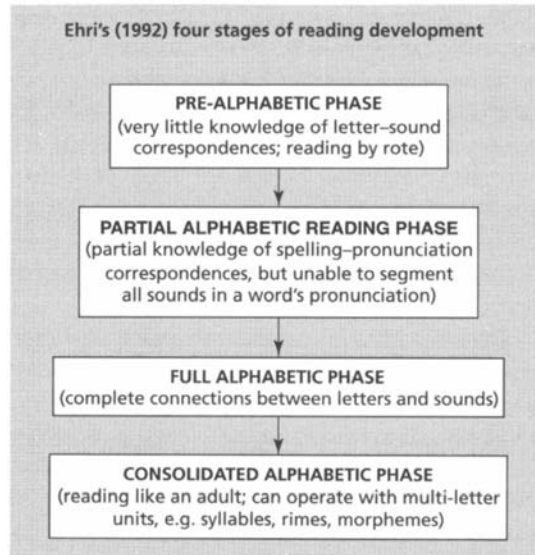 Ehri's (1992) four stages of reading development
PRE-ALPHABETIC PHASE
(very little knowledge of letter–sound
correspondences; reading by rote)
PARTIAL ALPHABETIC READING PHASE
(partial knowledge of spelling–pronunciation
correspondences, but unable to segment
all sounds in a word's pronunciation)
FULL ALPHABETIC PHASE
(complete connections between letters and sounds)
CONSOLIDATED ALPHABETIC PHASE
(reading like an adult; can operate with multi-letter
units, e.g. syllables, rimes, morphemes)